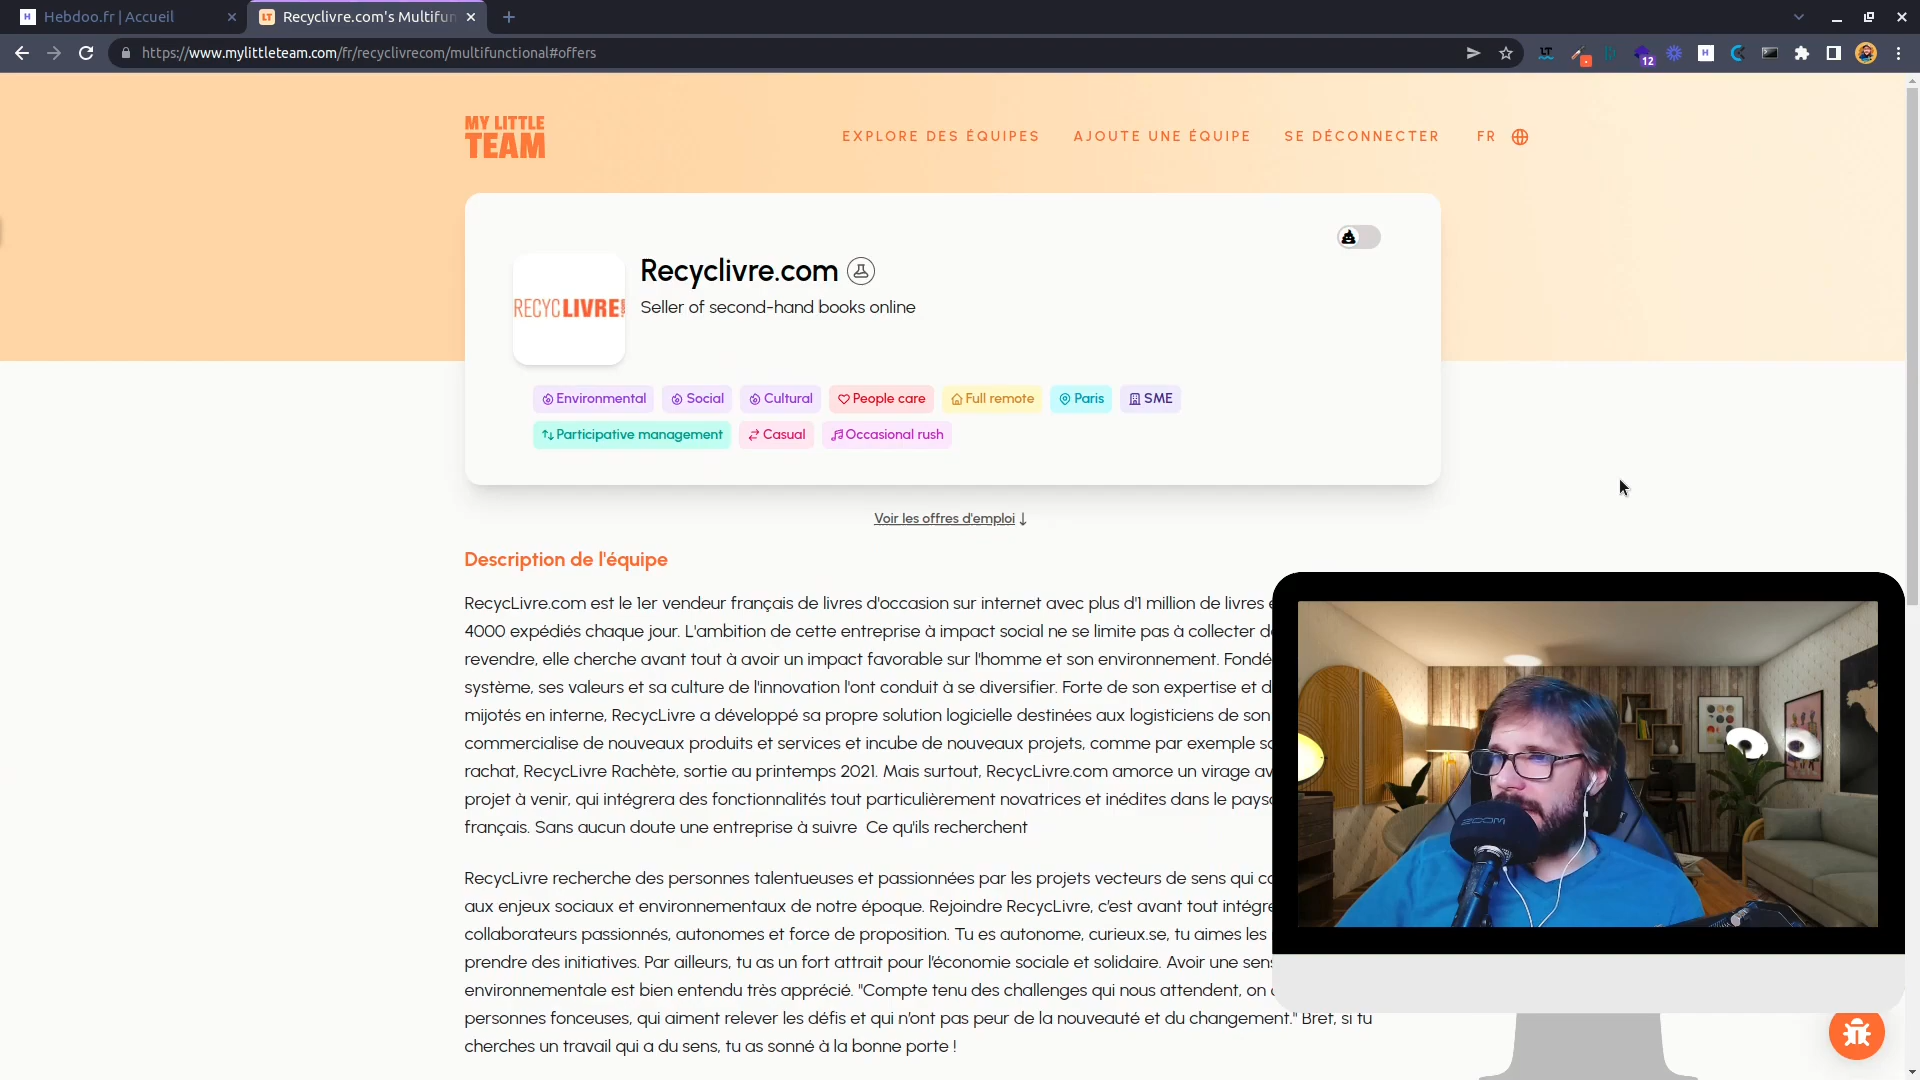 Hebdoo.fr | Accueil
Recyclivre.com's Multifun
https://www.mylittleteam.com/fr/recyclivrecom/multifunctional#offers
12
MY LITTLE
TEAM
EXPLORE DES ÉQUIPES
AJOUTE UNE ÉQUIPE
SE DÉCONNECTER
FR
RECYCLIVRE!
Recyclivre.com
Seller of second-hand books online
Environmental
Social
Cultural
People care
Full remote
Paris
SME
Participative management
Casual
Occasional rush
Voir les offres d'emploi ↓
Description de l'équipe
RecycLivre.com est le 1er vendeur français de livres d'occasion sur internet avec plus d'1 million de livres
4000 expédiés chaque jour. L'ambition de cette entreprise à impact social ne se limite pas à collecter
revendre, elle cherche avant tout à avoir un impact favorable sur l'homme et son environnement. Fondé
système, ses valeurs et sa culture de l'innovation l'ont conduit à se diversifier. Forte de son expertise et
mijotés en interne, RecycLivre a développé sa propre solution logicielle destinées aux logisticiens de son
commercialise de nouveaux produits et services et incube de nouveaux projets, comme par exemple
rachat, RecycLivre Rachète, sortie au printemps 2021. Mais surtout, RecycLivre.com amorce un virage
projet à venir, qui intégrera des fonctionnalités tout particulièrement novatrices et inédites dans le
français. Sans aucun doute une entreprise à suivre Ce qu'ils recherchent
RecycLivre recherche des personnes talentueuses et passionnées par les projets vecteurs de sens qui
aux enjeux sociaux et environnementaux de notre époque. Rejoindre RecycLivre, c'est avant tout
collaborateurs passionnés, autonomes et force de proposition. Tu es autonome, curieux.se, tu aimes les
prendre des initiatives. Par ailleurs, tu as un fort attrait pour l'économie sociale et solidaire. Avoir une
environnementale est bien entendu très apprécié. "Compte tenu des challenges qui nous attendent, on
personnes fonceuses, qui aiment relever les défis et qui n'ont pas peur de la nouveauté et du changement." Bref, si tu
cherches un travail qui a du sens, tu as sonné à la bonne porte !
ZOOM